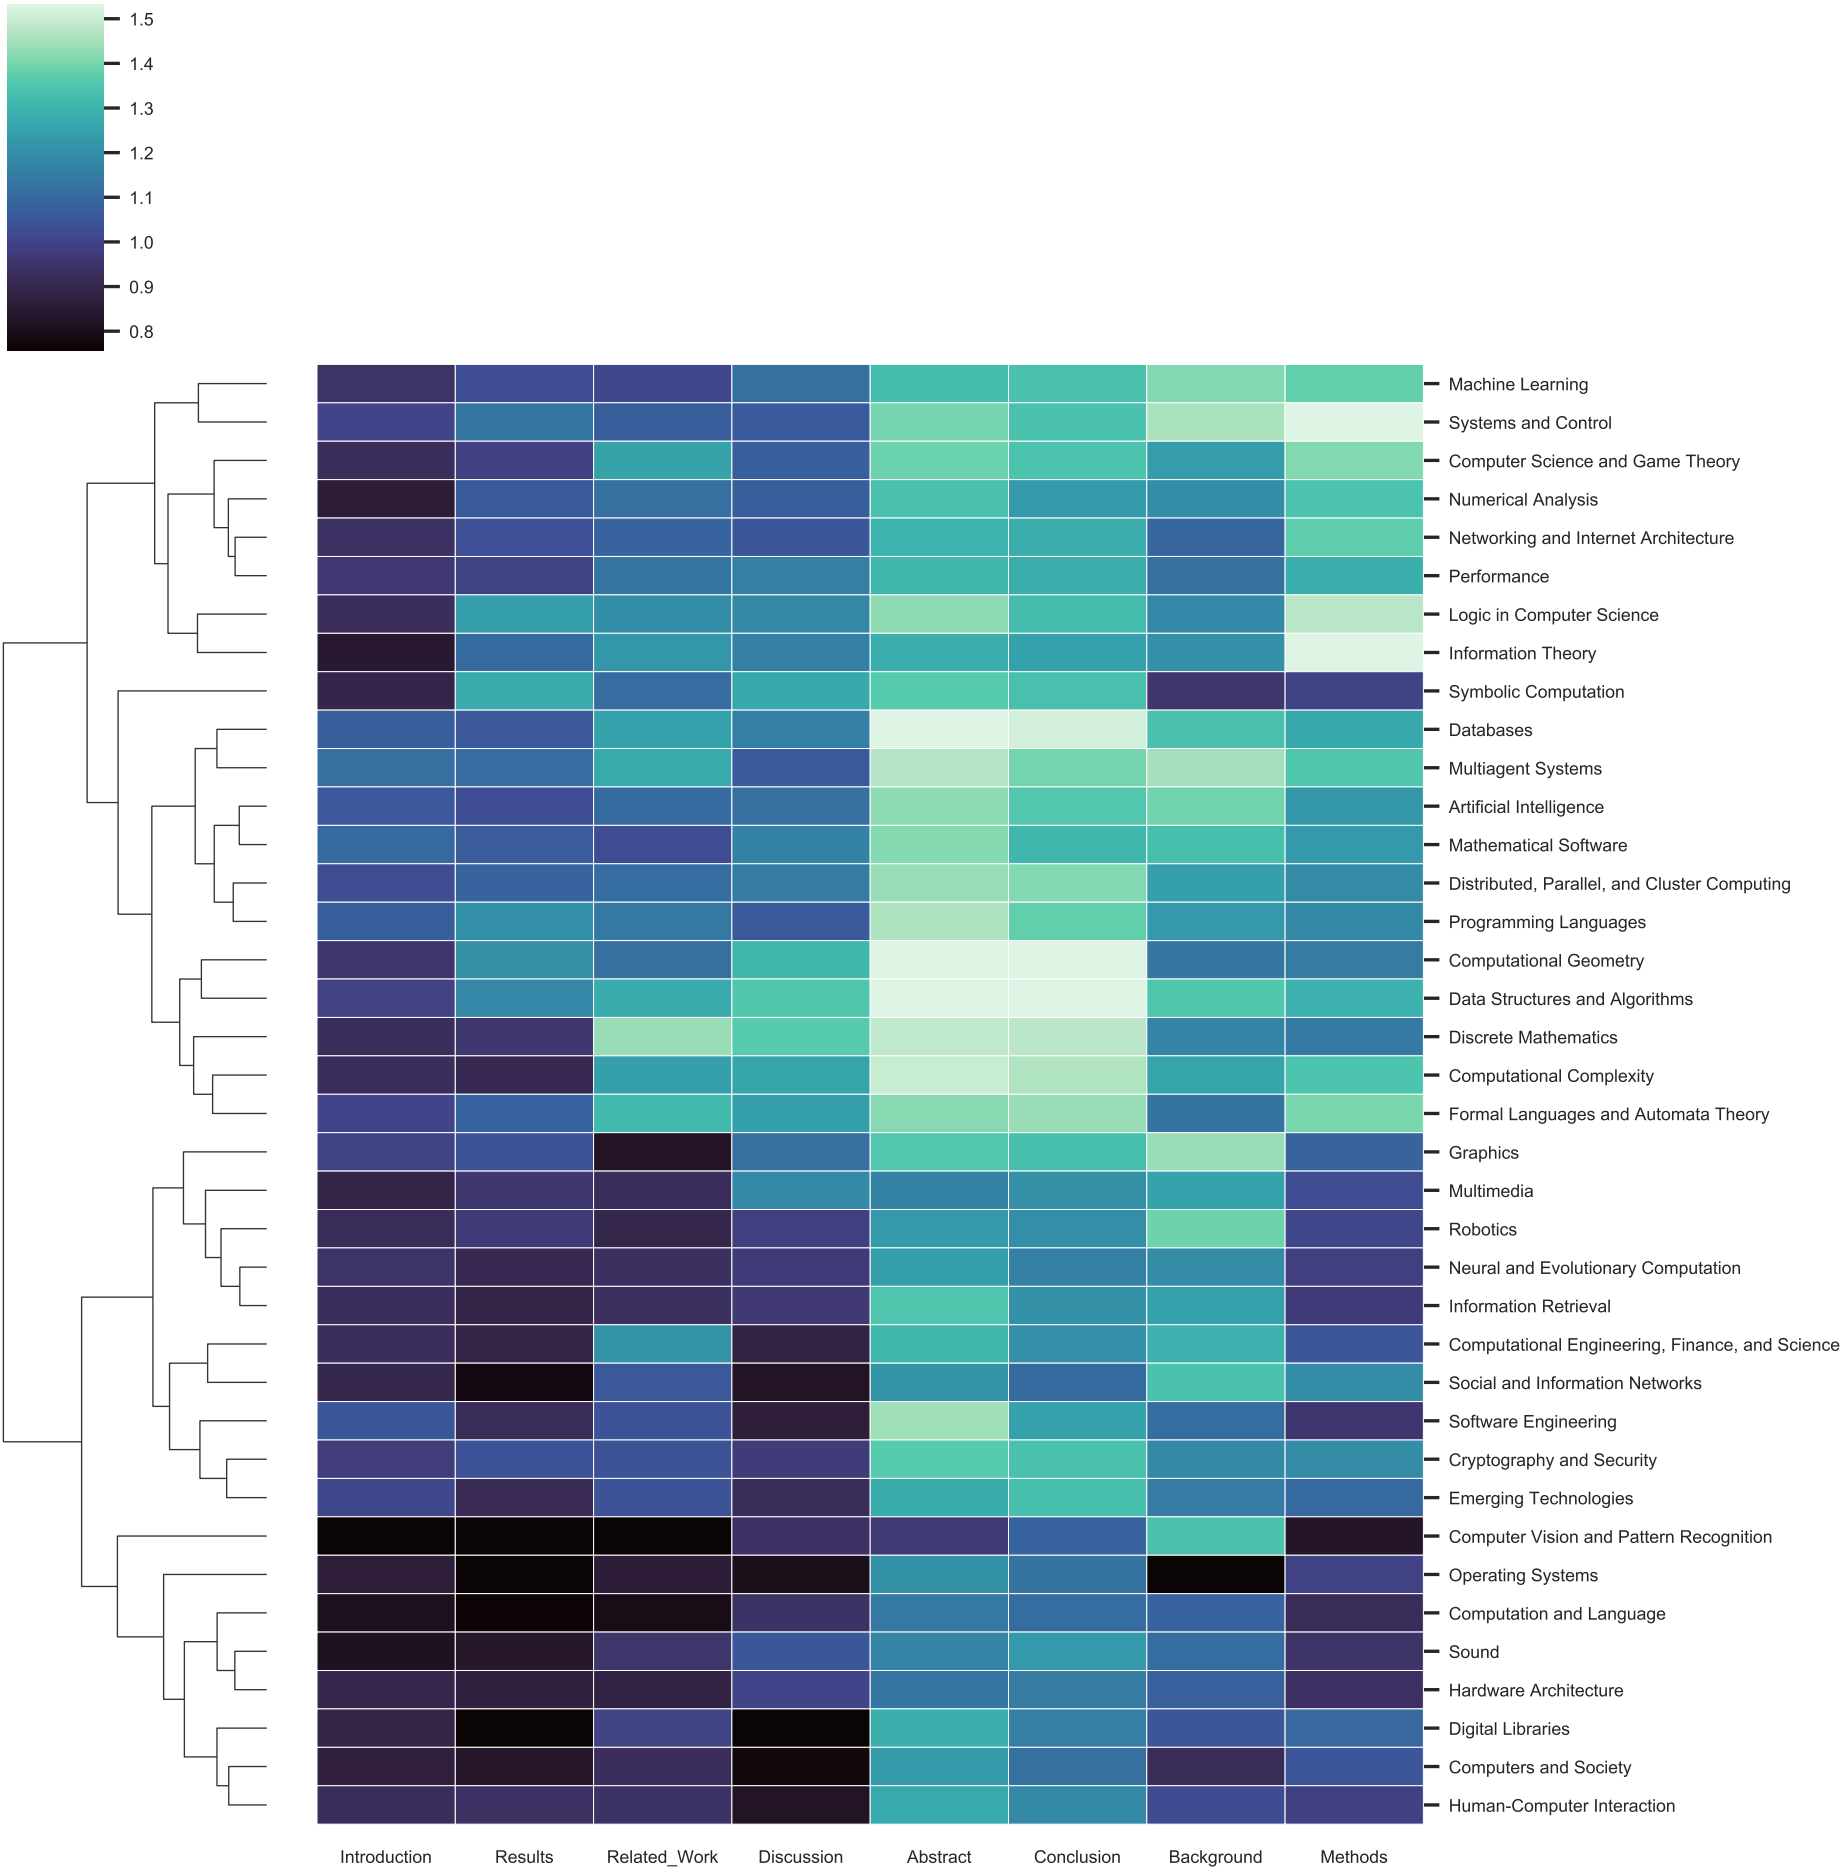 1.5
1.4
1.3
1.2
1.1
1.0
0.9
0.8
Machine Learning
Systems and Control
Computer Science and Game Theory
Numerical Analysis
Networking and Internet Architecture
Performance
Logic in Computer Science
Information Theory
Symbolic Computation
Databases
Multiagent Systems
Artificial Intelligence
Mathematical Software
Distributed, Parallel, and Cluster Computing
Programming Languages
Computational Geometry
Data Structures and Algorithms
Discrete Mathematics
Computational Complexity
Formal Languages and Automata Theory
Graphics
Multimedia
Robotics
Neural and Evolutionary Computation
Information Retrieval
Computational Engineering, Finance, and Science
Social and Information Networks
Software Engineering
Cryptography and Security
Emerging Technologies
Computer Vision and Pattern Recognition
Operating Systems
Computation and Language
Sound
Hardware Architecture
Digital Libraries
Computers and Society
Human-Computer Interaction
Introduction Results Related_Work Discussion Abstract Conclusion Background Methods